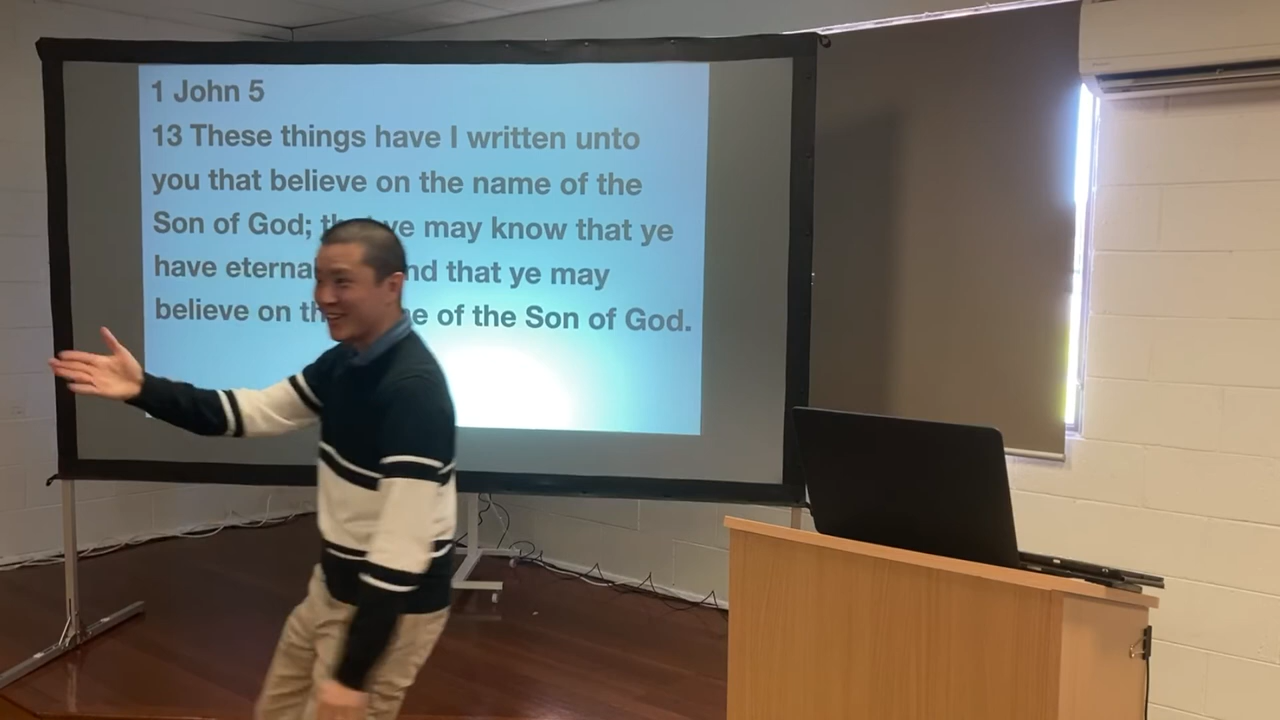 1 John 5
13 These things have I written unto
you that believe on the name of the
Son of God; that ye may know that ye
have eterna nd that ye may
believe on th e of the Son of God.